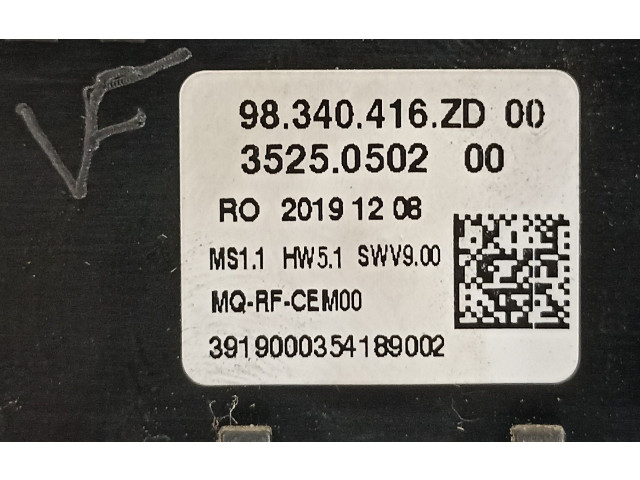 VF
98.340.416.ZD 00
3525.0502 00
RO 2019 12 08
MS1.1 HW5.1 SWV9.00
MQ-RF-CEM00
3919000354189002